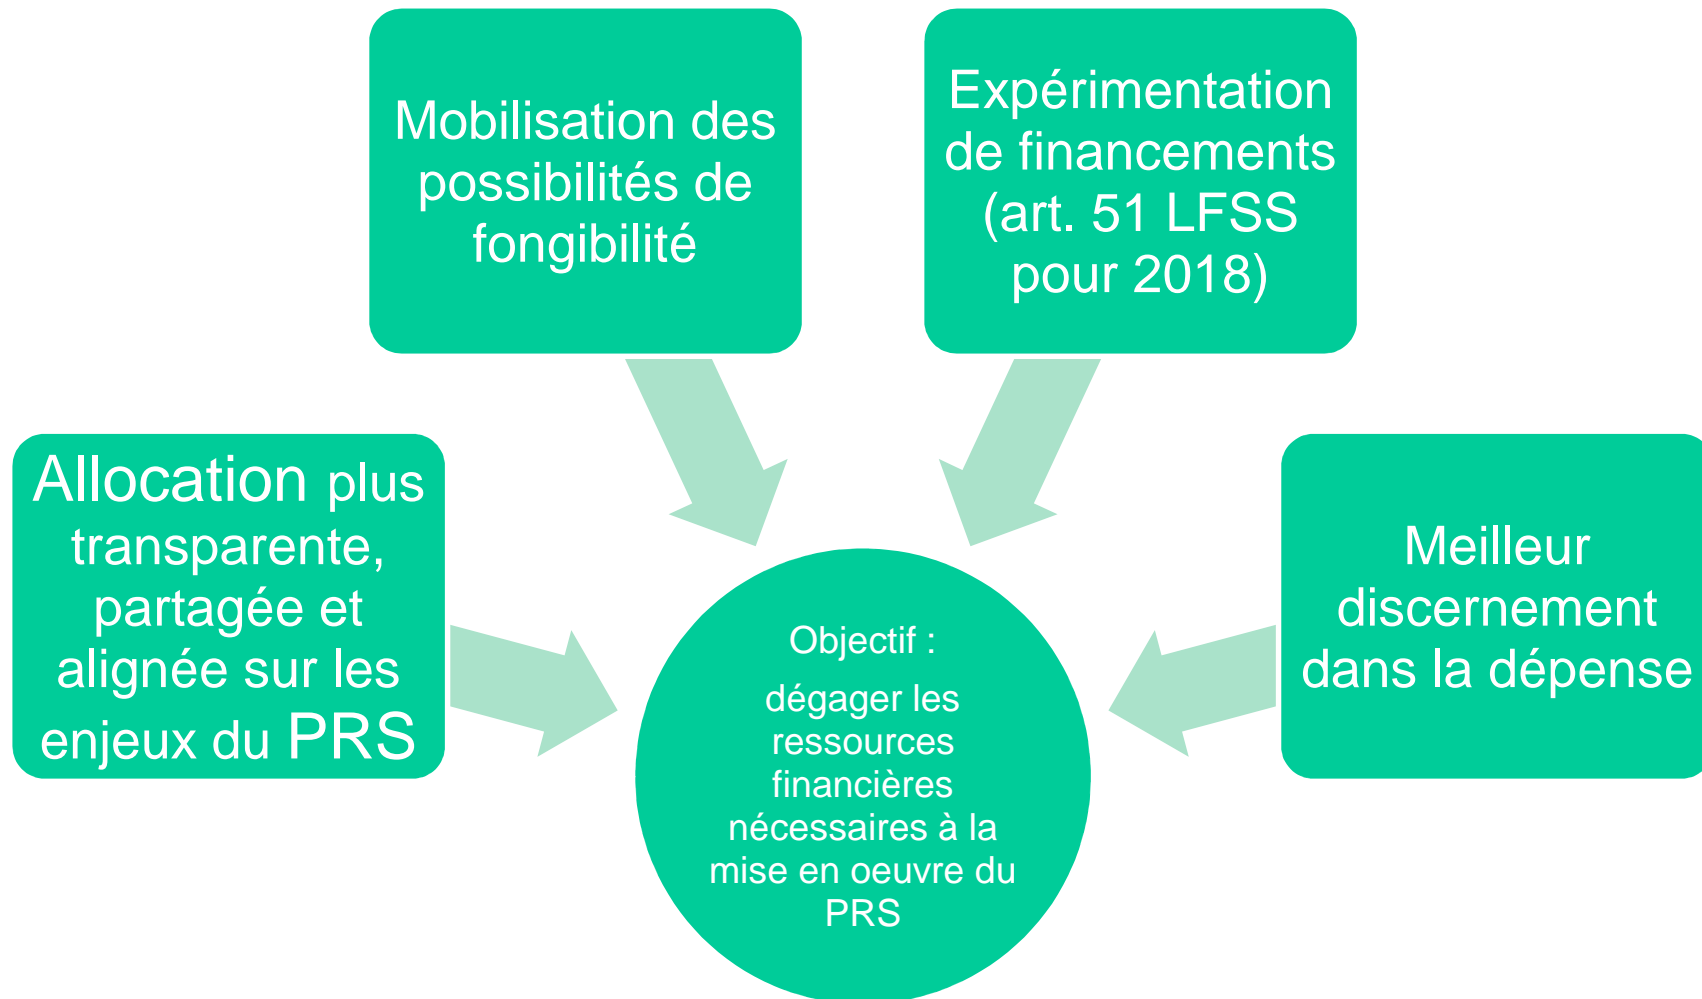 Mobilisation des
possibilités de
fongibilité
Expérimentation
de financements
(art. 51 LFSS
pour 2018)
Allocation plus
transparente,
partagée et
alignée sur les
enjeux du PRS
Meilleur
discernement
dans la dépense
Objectif :
dégager les
ressources
financières
nécessaires à la
mise en oeuvre du
PRS